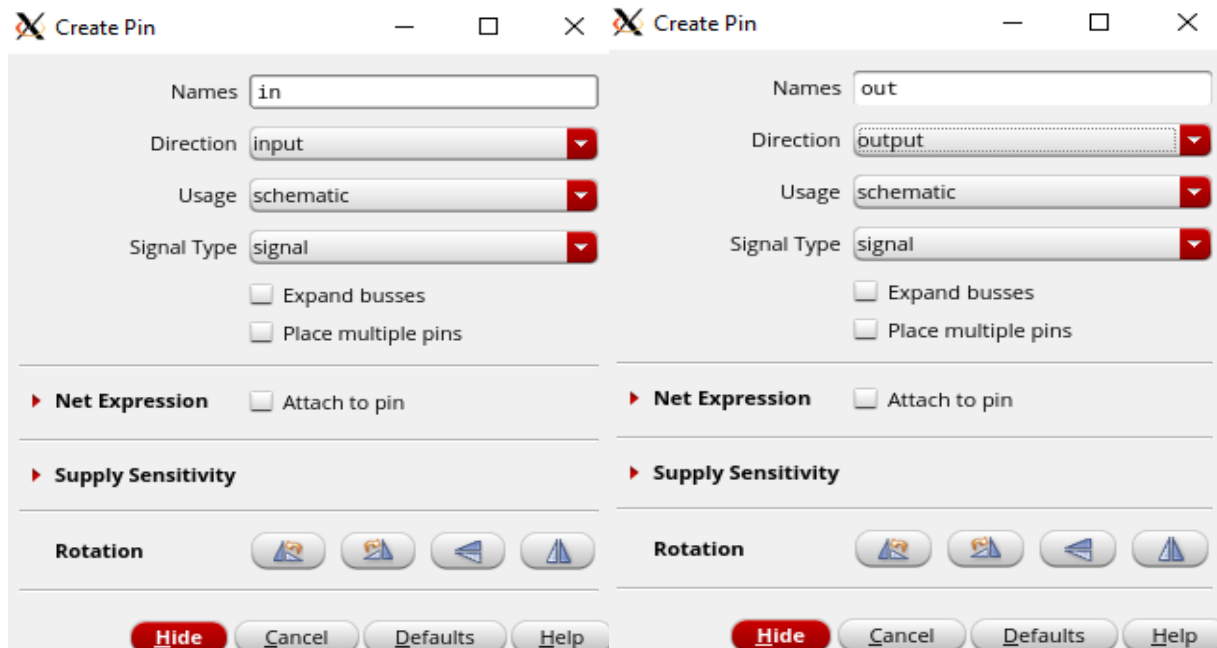 Create Pin
Names in
Direction input
Usage schematic
Signal Type signal
Expand busses
Place multiple pins
Net Expression Attach to pin
Supply Sensitivity
Rotation
Hide Cancel Defaults Help
Create Pin
Names out
Direction output
Usage schematic
Signal Type signal
Expand busses
Place multiple pins
Net Expression Attach to pin
Supply Sensitivity
Rotation
Hide Cancel Defaults Help